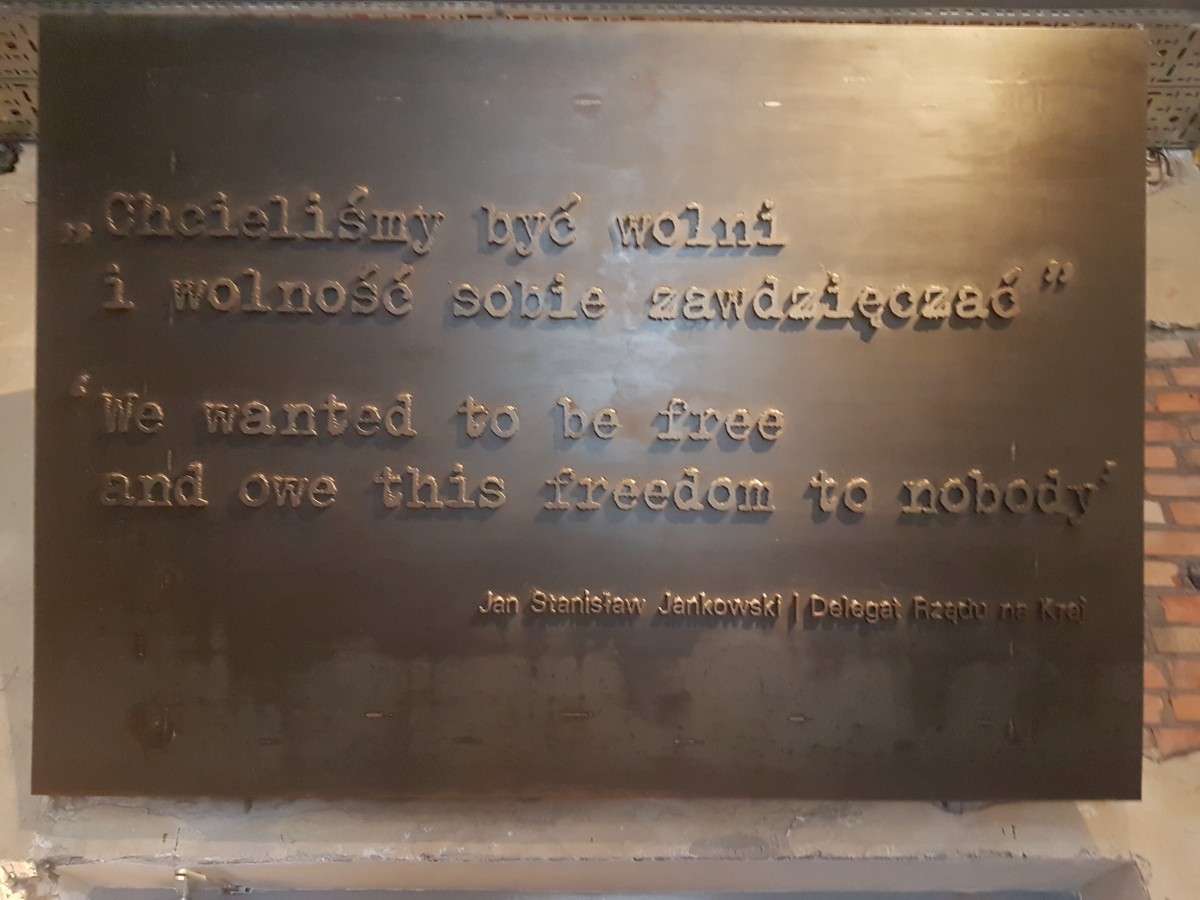 „Chcieliśmy być wolni
i wolność sobie zawdzięczać”
‘We wanted to be free
and owe this freedom to nobody’
Jan Stanisław Jankowski | Delegat Rządu na Kraj